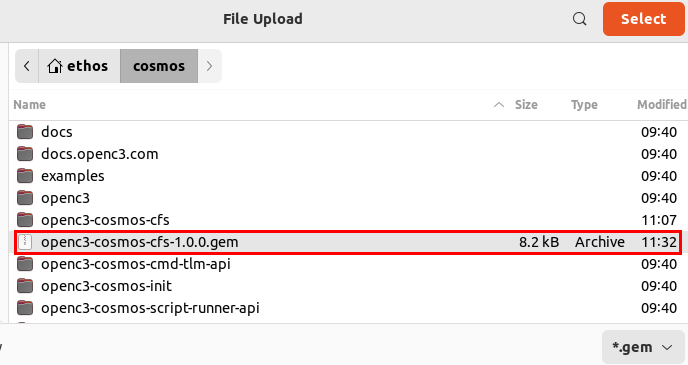 File Upload
Select
ethos
cosmos
Name Size Type Modified
docs 09:40
docs.openc3.com 09:40
examples 09:40
openc3 09:40
openc3-cosmos-cfs 11:07
openc3-cosmos-cfs-1.0.0.gem 8.2 kB Archive 11:32
openc3-cosmos-cmd-tlm-api 09:40
openc3-cosmos-init 09:40
openc3-cosmos-script-runner-api 09:40
*.gem